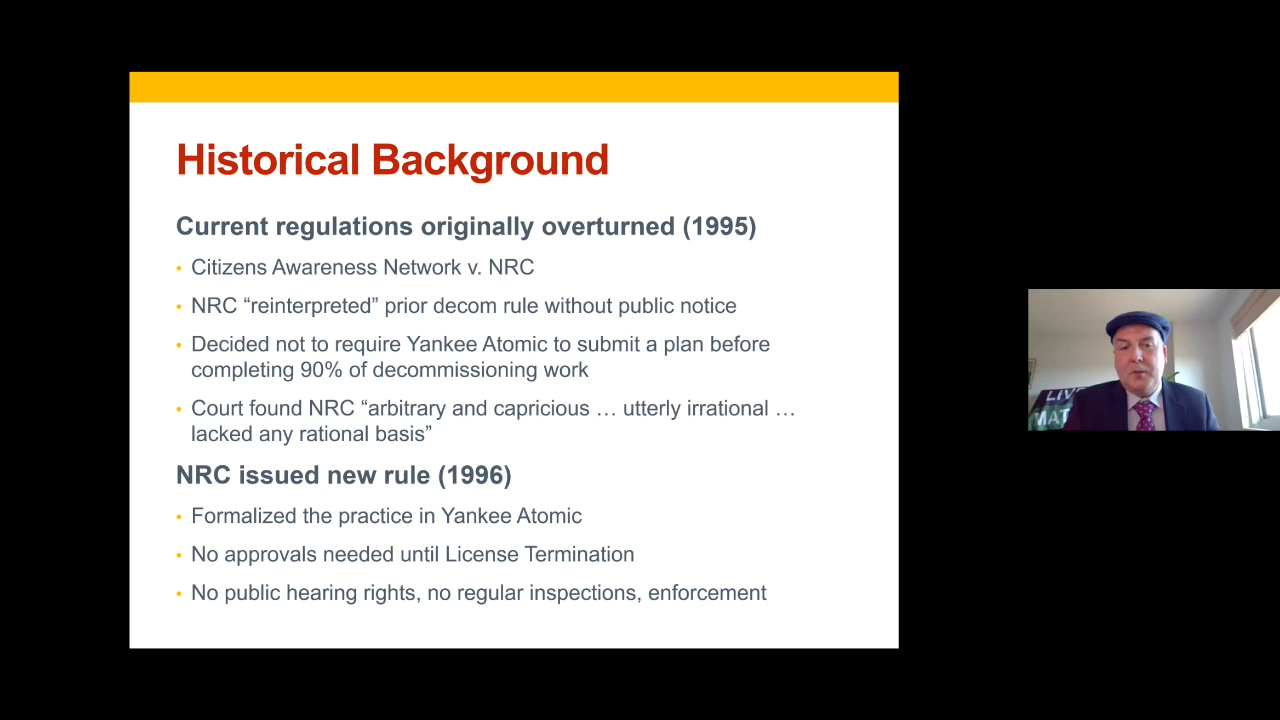 Historical Background
Current regulations originally overturned (1995)
• Citizens Awareness Network v. NRC
• NRC “reinterpreted” prior decom rule without public notice
• Decided not to require Yankee Atomic to submit a plan before
completing 90% of decommissioning work
• Court found NRC “arbitrary and capricious … utterly irrational …
lacked any rational basis”
NRC issued new rule (1996)
• Formalized the practice in Yankee Atomic
• No approvals needed until License Termination
• No public hearing rights, no regular inspections, enforcement
LIV
MAT